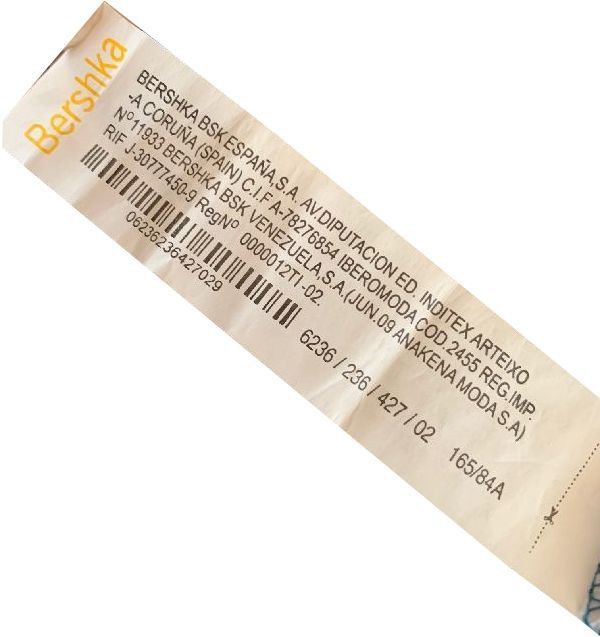 Bershka
BERSHKA BSK ESPAÑA,S.A. AV.DIPUTACION ED. INDITEX ARTEIXO
-A CORUÑA (SPAIN) C.I.F A-78276854 IBEROMODA COD.2455 REG.IMP.
Nº11933 BERSHKA BSK VENEZUELA,S.A.(JUN.09 ANAKENA MODA S.A)
RIF J-30777450-9 RegNº 0000012TI-02.
06236236427029
6236 / 236 / 427 / 02 165/84A